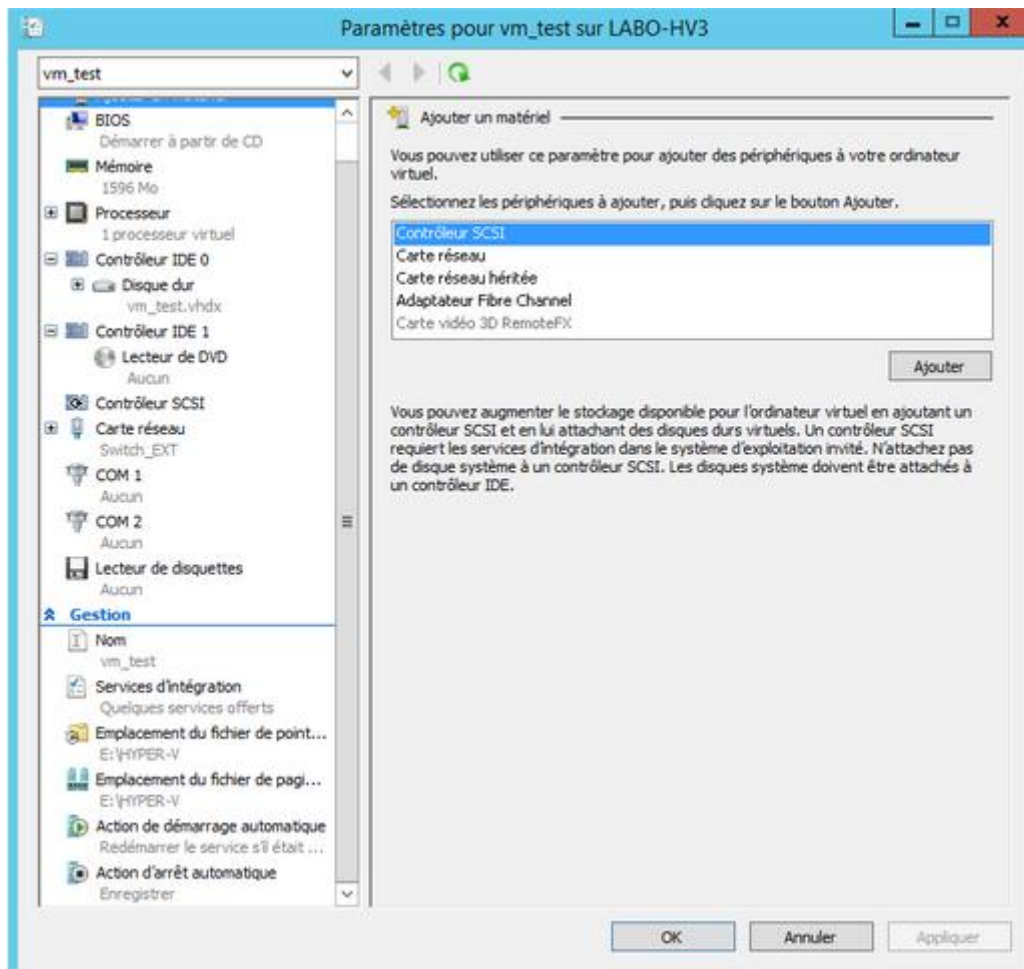 Paramètres pour vm_test sur LABO-HV3
vm_test
BIOS
Démarrer à partir de CD
Mémoire
1596 Mo
Processeur
1 processeur virtuel
Contrôleur IDE 0
Disque dur
vm_test.vhdx
Contrôleur IDE 1
Lecteur de DVD
Aucun
Contrôleur SCSI
Carte réseau
Switch_EXT
COM 1
Aucun
COM 2
Aucun
Lecteur de disquettes
Aucun
Gestion
Nom
vm_test
Services d'intégration
Quelques services offerts
Emplacement du fichier de point...
E:\HYPER-V
Emplacement du fichier de pagi...
E:\HYPER-V
Action de démarrage automatique
Redémarrer le service s'il était ...
Action d'arrêt automatique
Enregistrer
Ajouter un matériel
Vous pouvez utiliser ce paramètre pour ajouter des périphériques à votre ordinateur
virtuel.
Sélectionnez les périphériques à ajouter, puis cliquez sur le bouton Ajouter.
Contrôleur SCSI
Carte réseau
Carte réseau héritée
Adaptateur Fibre Channel
Carte vidéo 3D RemoteFX
Ajouter
Vous pouvez augmenter le stockage disponible pour l'ordinateur virtuel en ajoutant un
contrôleur SCSI et en lui attachant des disques durs virtuels. Un contrôleur SCSI
requiert les services d'intégration dans le système d'exploitation invité. N'attachez pas
de disque système à un contrôleur SCSI. Les disques système doivent être attachés à
un contrôleur IDE.
OK
Annuler
Appliquer